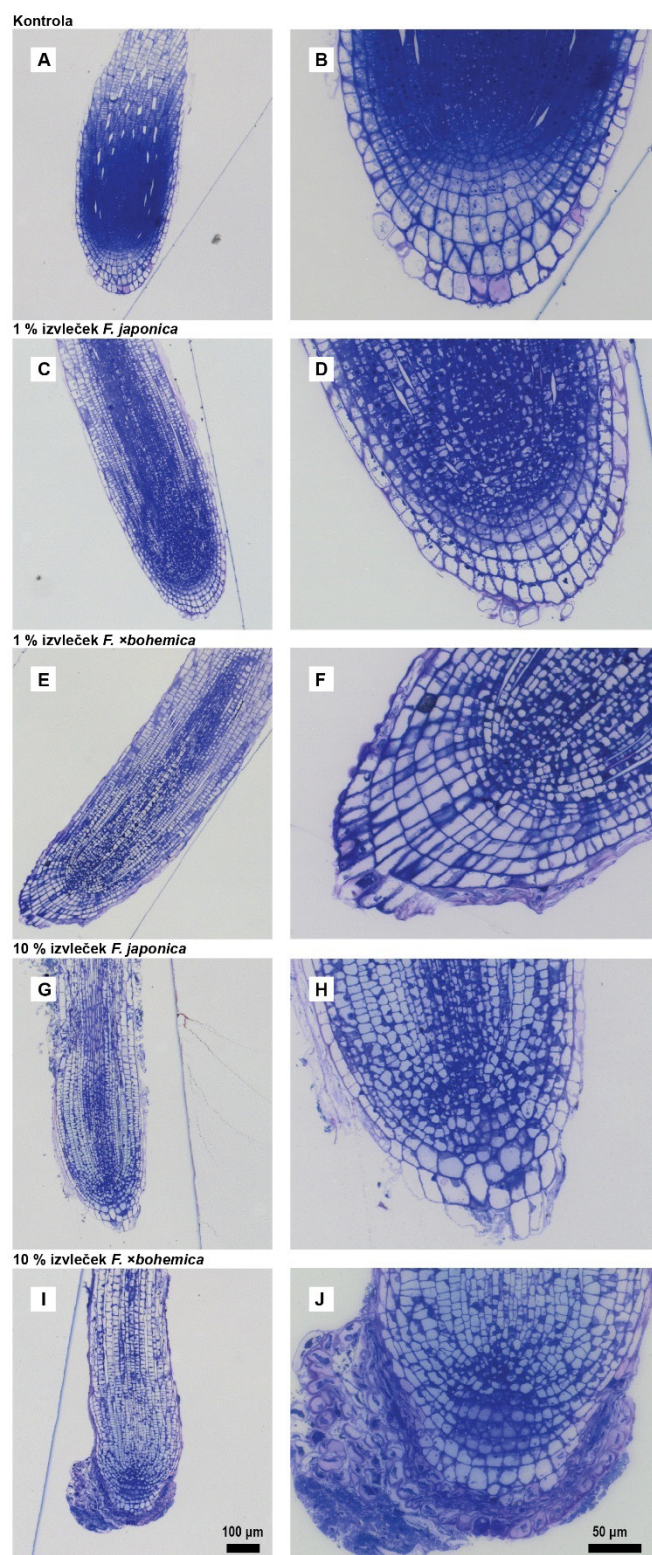 Kontrola
A
B
1 % izvleček F. japonica
C
D
1 % izvleček F. ×bohemica
E
F
10 % izvleček F. japonica
G
H
10 % izvleček F. ×bohemica
I
J
100 µm
50 µm